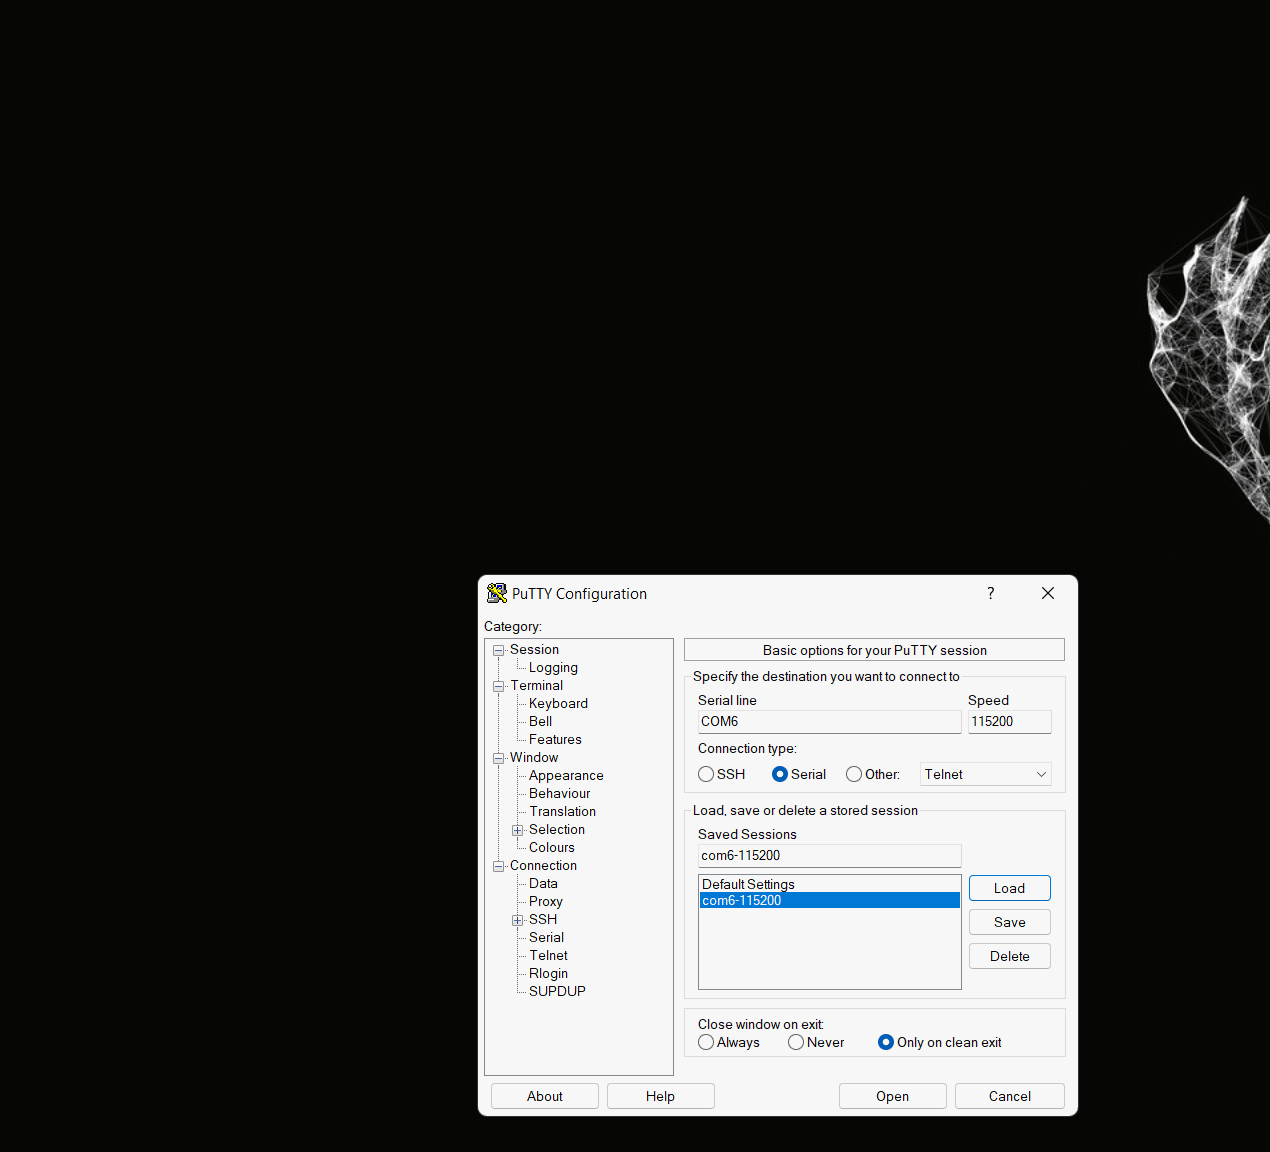 PuTTY Configuration
?
Category:
Session
Logging
Terminal
Keyboard
Bell
Features
Window
Appearance
Behaviour
Translation
Selection
Colours
Connection
Data
Proxy
SSH
Serial
Telnet
Rlogin
SUPDUP
Basic options for your PuTTY session
Specify the destination you want to connect to
Serial line Speed
COM6 115200
Connection type:
SSH Serial Other: Telnet
Load, save or delete a stored session
Saved Sessions
com6-115200
Default Settings
com6-115200
Load
Save
Delete
Close window on exit:
Always Never Only on clean exit
About Help Open Cancel